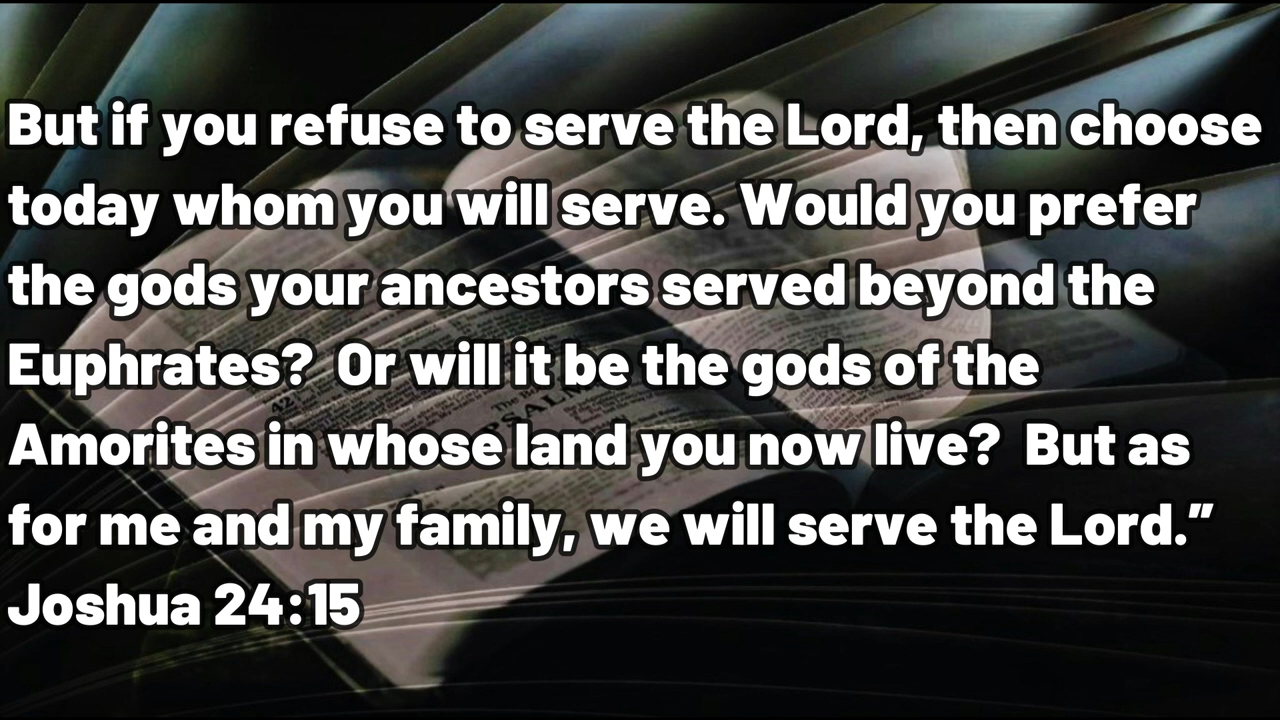 But if you refuse to serve the Lord, then choose
today whom you will serve. Would you prefer
the gods your ancestors served beyond the
Euphrates?  Or will it be the gods of the
Amorites in whose land you now live?  But as
for me and my family, we will serve the Lord.”
Joshua 24:15
42
PSALM